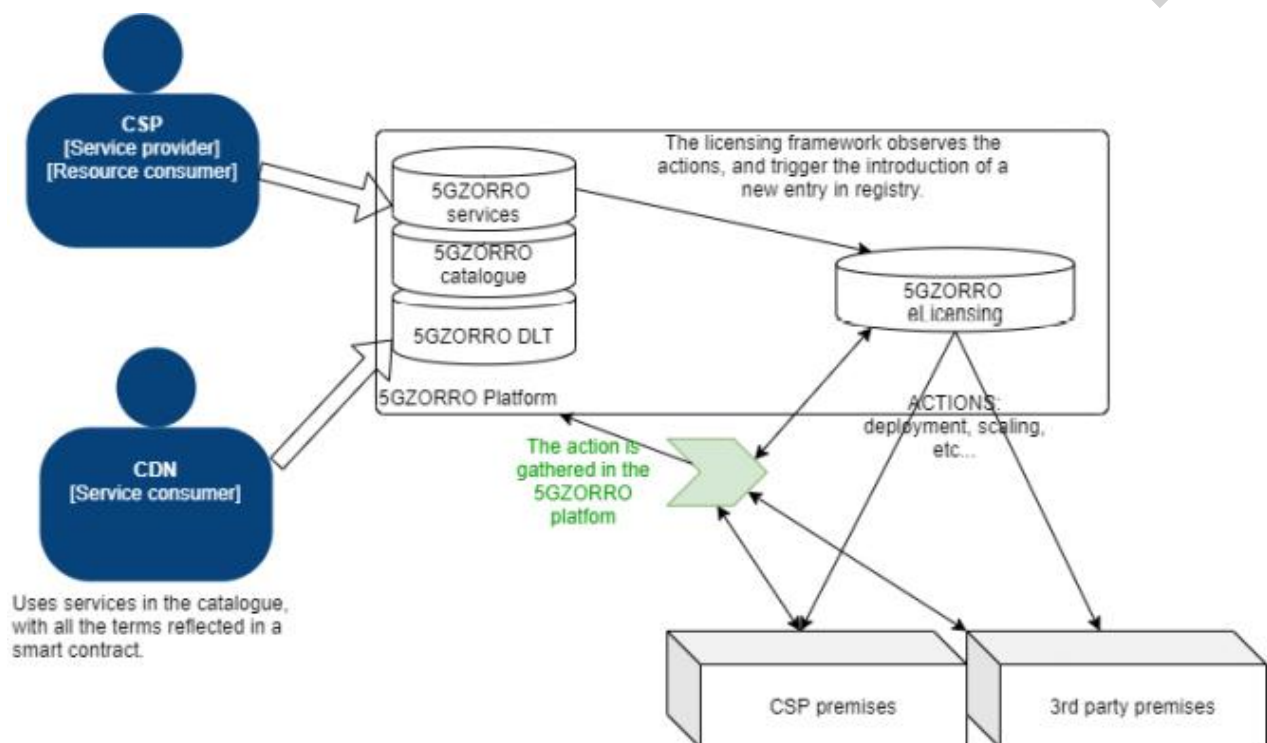 CSP
[Service provider]
[Resource consumer]
The licensing framework observes the
actions, and trigger the introduction of a
new entry in registry.
5GZORRO
services
5GZORRO
catalogue
5GZORRO DLT
5GZORRO Platform
5GZORRO
eLicensing
ACTIONS:
deployment, scaling,
etc...
The action is
gathered in the
5GZORRO
platfom
CDN
[Service consumer]
Uses services in the catalogue,
with all the terms reflected in a
smart contract.
CSP premises
3rd party premises